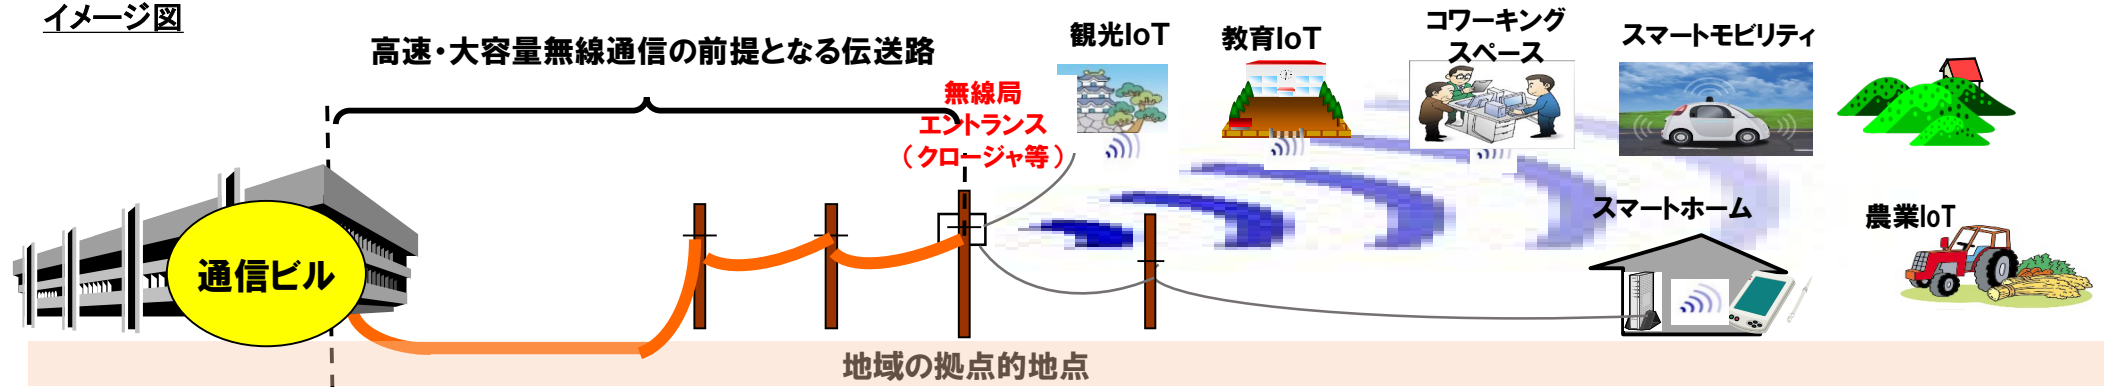 イメージ図
高速・大容量無線通信の前提となる伝送路
無線局
エントランス
（クロージャ等）
観光IoT
教育IoT
コワーキング
スペース
スマートモビリティ
スマートホーム
農業IoT
通信ビル
地域の拠点的地点